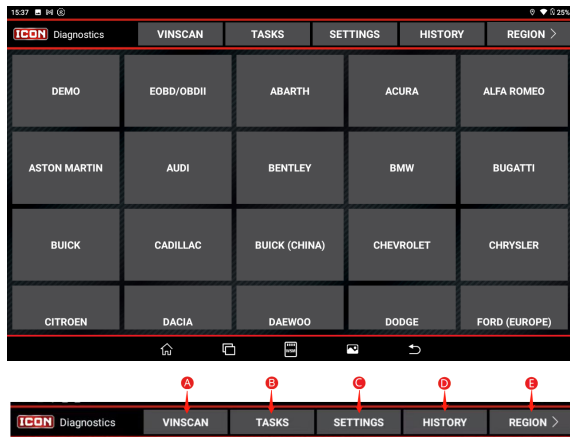 15:37 25%
ICON Diagnostics VINSCAN TASKS SETTINGS HISTORY REGION >
DEMO EOBD/OBDII ABARTH ACURA ALFA ROMEO
ASTON MARTIN AUDI BENTLEY BMW BUGATTI
BUICK CADILLAC BUICK (CHINA) CHEVROLET CHRYSLER
CITROEN DACIA DAEWOO DODGE FORD (EUROPE)
A B C D E
ICON Diagnostics VINSCAN TASKS SETTINGS HISTORY REGION >